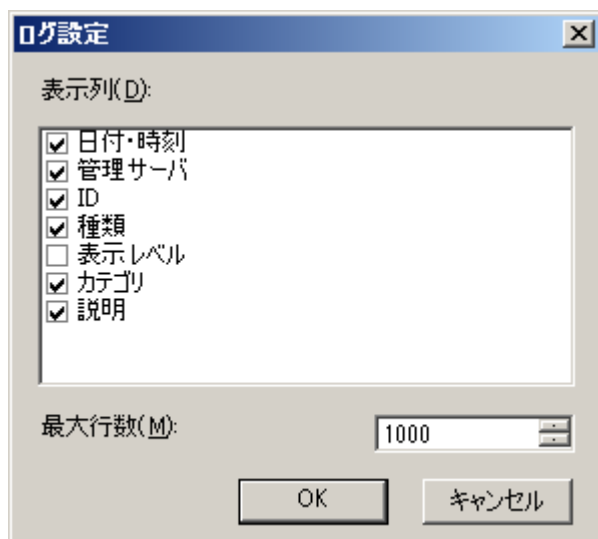 ログ設定
表示列(D):
日付・時刻
管理サーバ
ID
種類
表示レベル
カテゴリ
説明
最大行数(M):
1000
OK
キャンセル